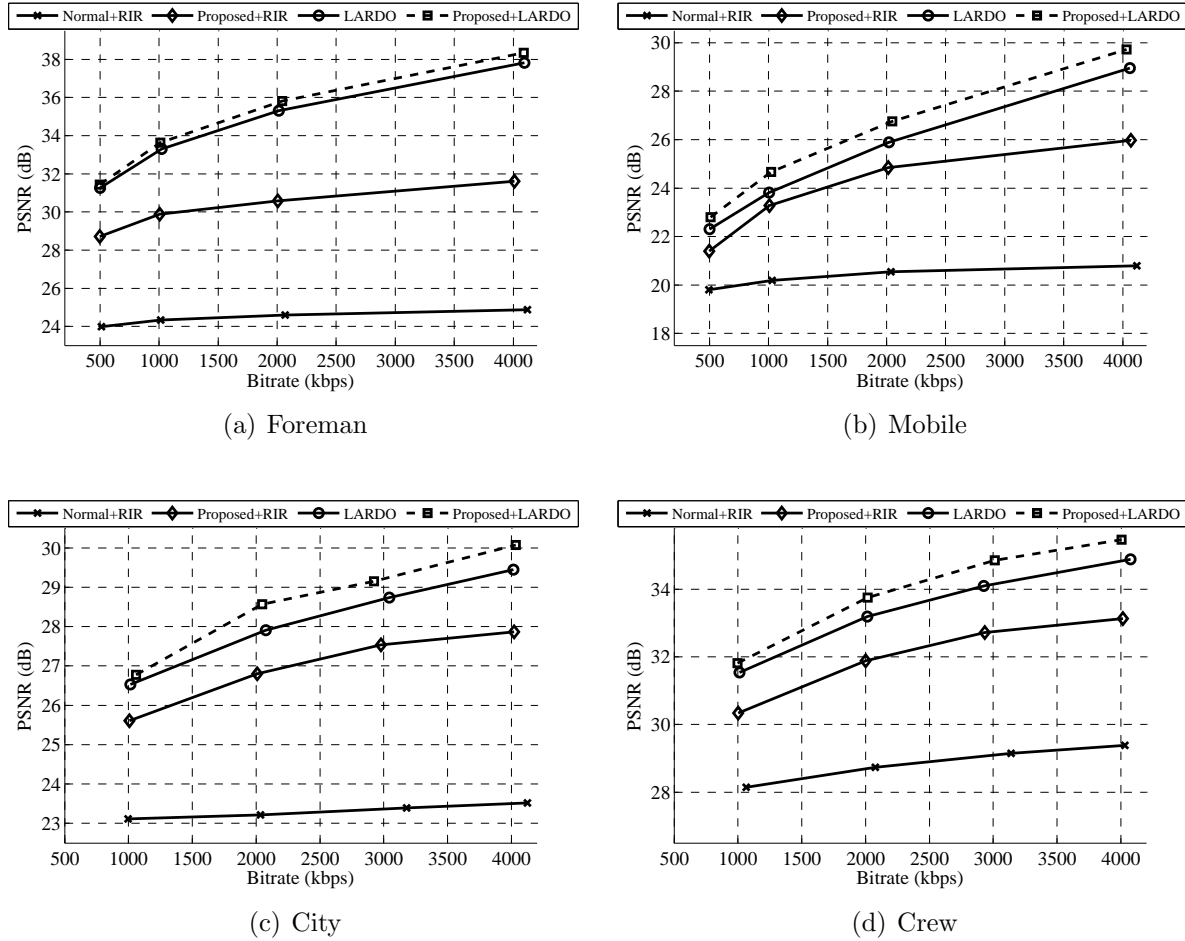 Normal+RIR Proposed+RIR LARDO Proposed+LARDO
38
36
34
32
30
28
26
24
PSNR (dB)
500 1000 1500 2000 2500 3000 3500 4000
Bitrate (kbps)
(a) Foreman
Normal+RIR Proposed+RIR LARDO Proposed+LARDO
30
28
26
24
22
20
18
PSNR (dB)
500 1000 1500 2000 2500 3000 3500 4000
Bitrate (kbps)
(b) Mobile
Normal+RIR Proposed+RIR LARDO Proposed+LARDO
30
29
28
27
26
25
24
23
PSNR (dB)
500 1000 1500 2000 2500 3000 3500 4000
Bitrate (kbps)
(c) City
Normal+RIR Proposed+RIR LARDO Proposed+LARDO
34
32
30
28
PSNR (dB)
500 1000 1500 2000 2500 3000 3500 4000
Bitrate (kbps)
(d) Crew